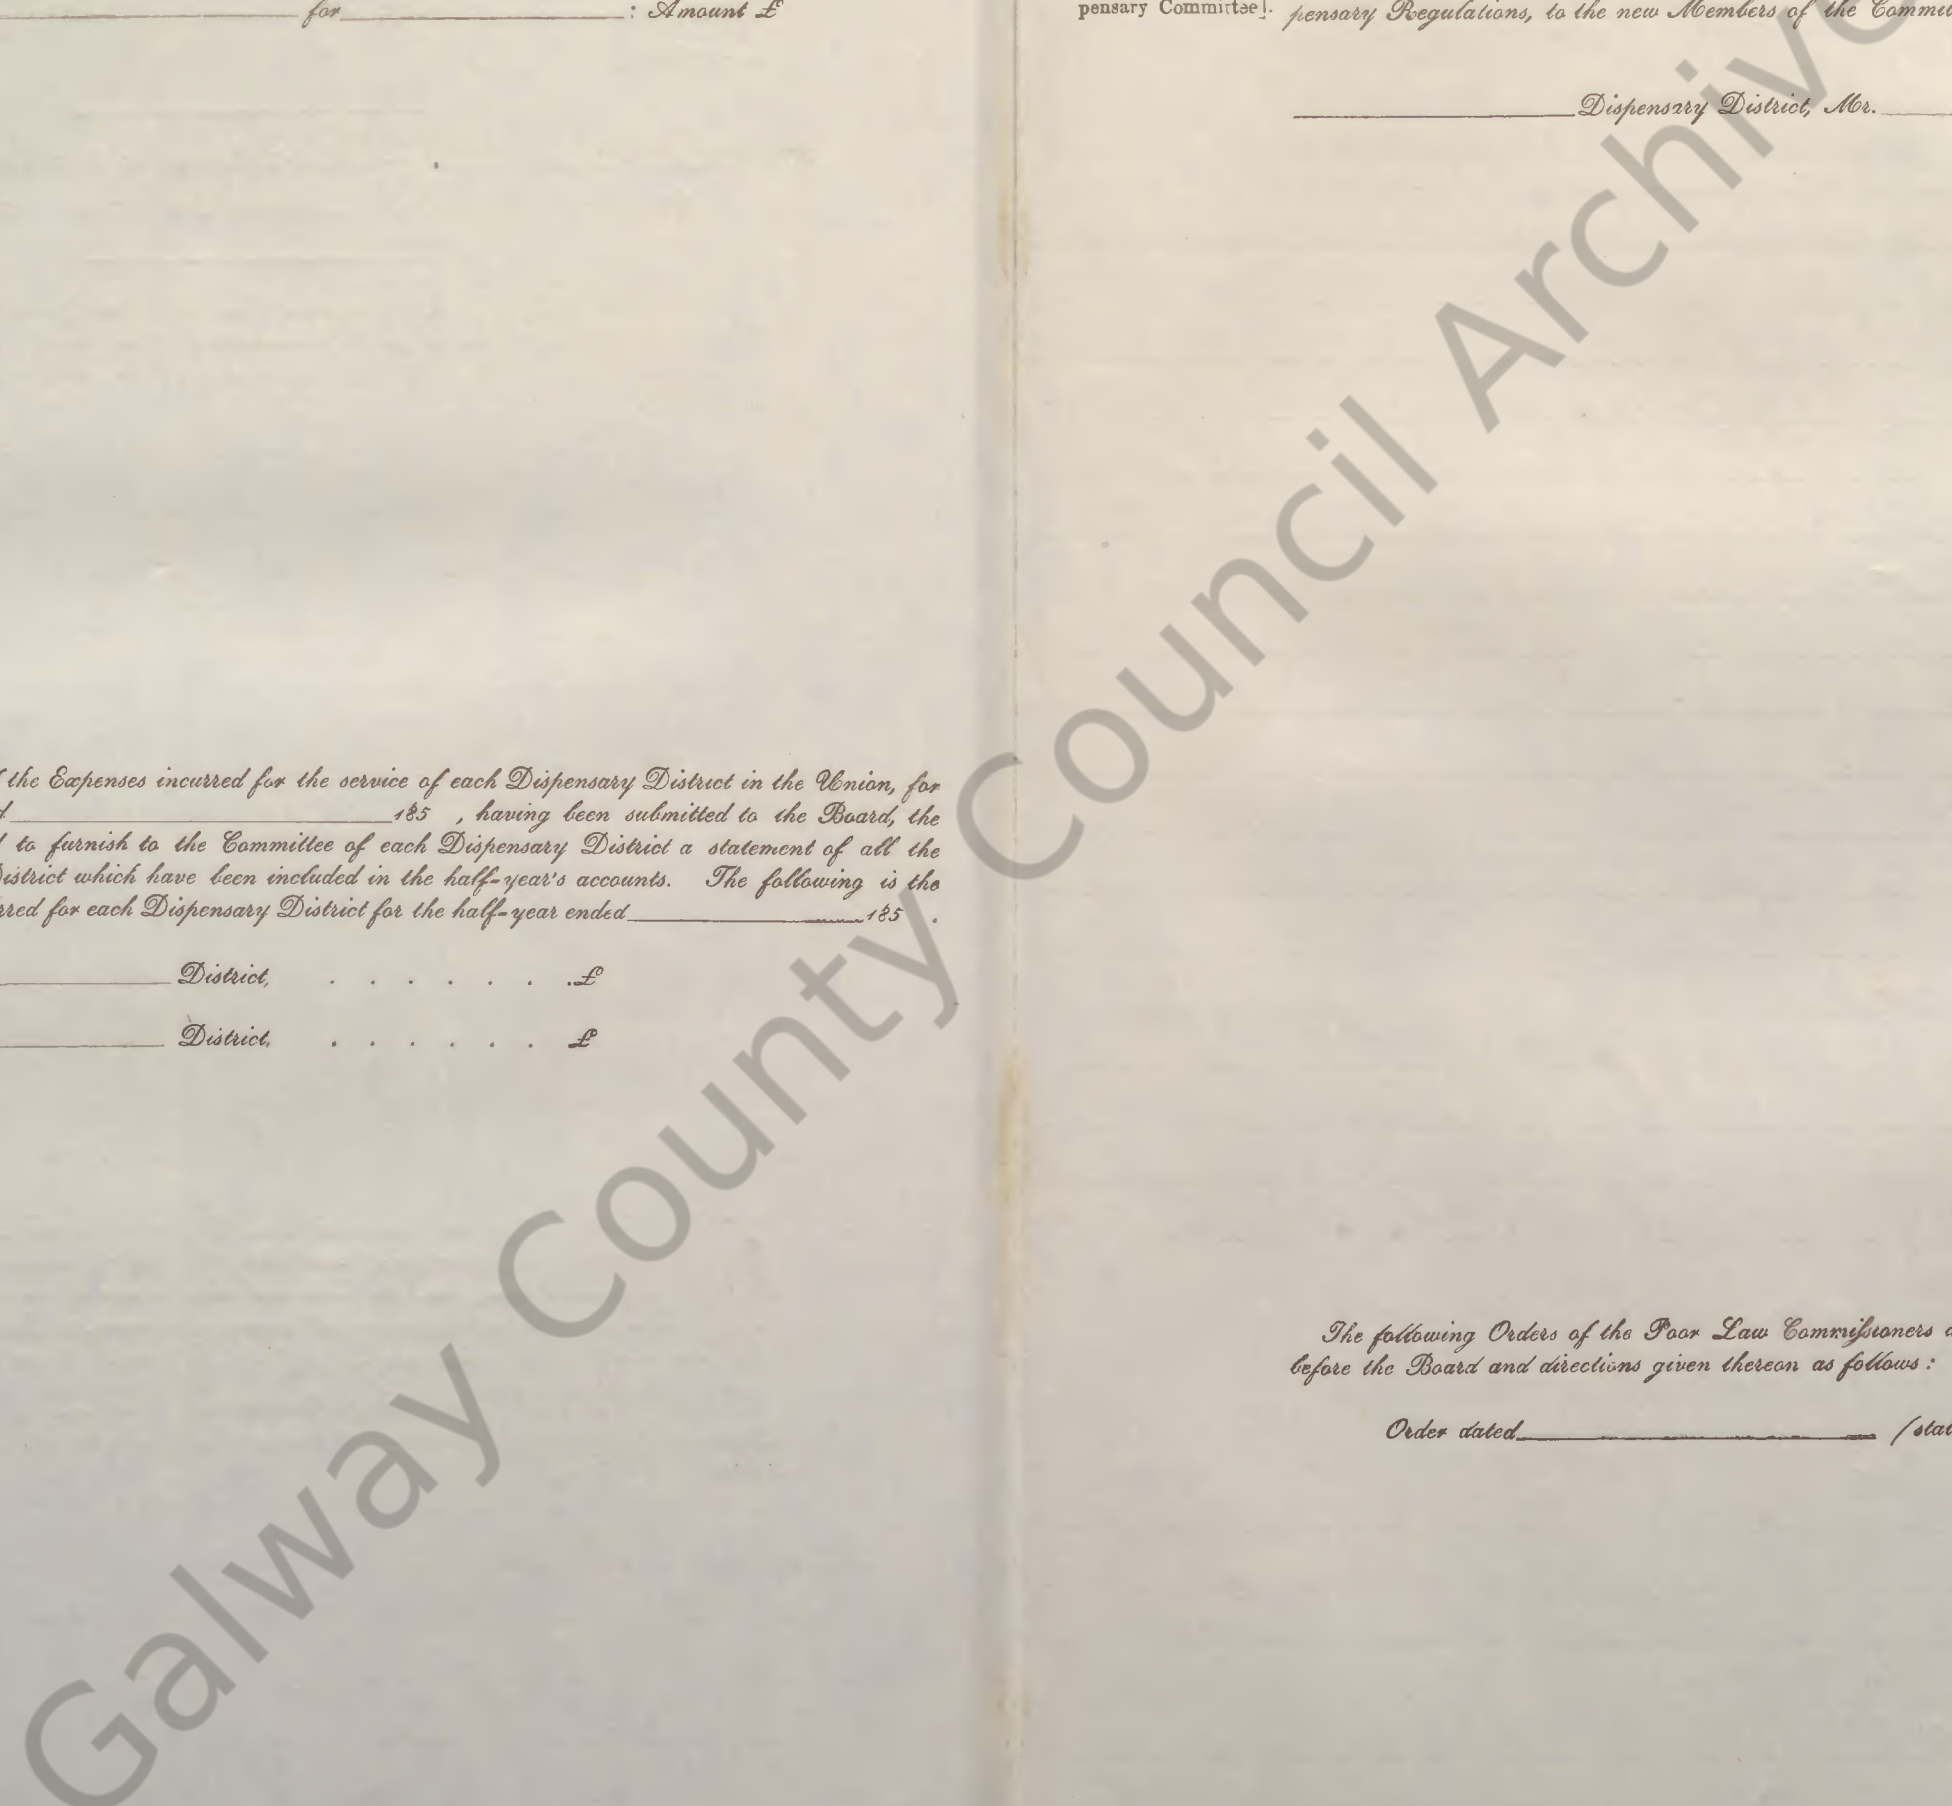 for : Amount £
the Expenses incurred for the service of each Dispensary District in the Union, for
185 , having been submitted to the Board, the
to furnish to the Committee of each Dispensary District a statement of all the
District which have been included in the half-year's accounts. The following is the
rred for each Dispensary District for the half-year ended 185 .
District, . . . . . . . £
District, . . . . . . £
pensary Committee]. pensary Regulations, to the new Members of the Commit
Dispensary District, Mr.
The following Orders of the Poor Law Commissioners
before the Board and directions given thereon as follows :
Order dated (stat
Galway County Council Archive